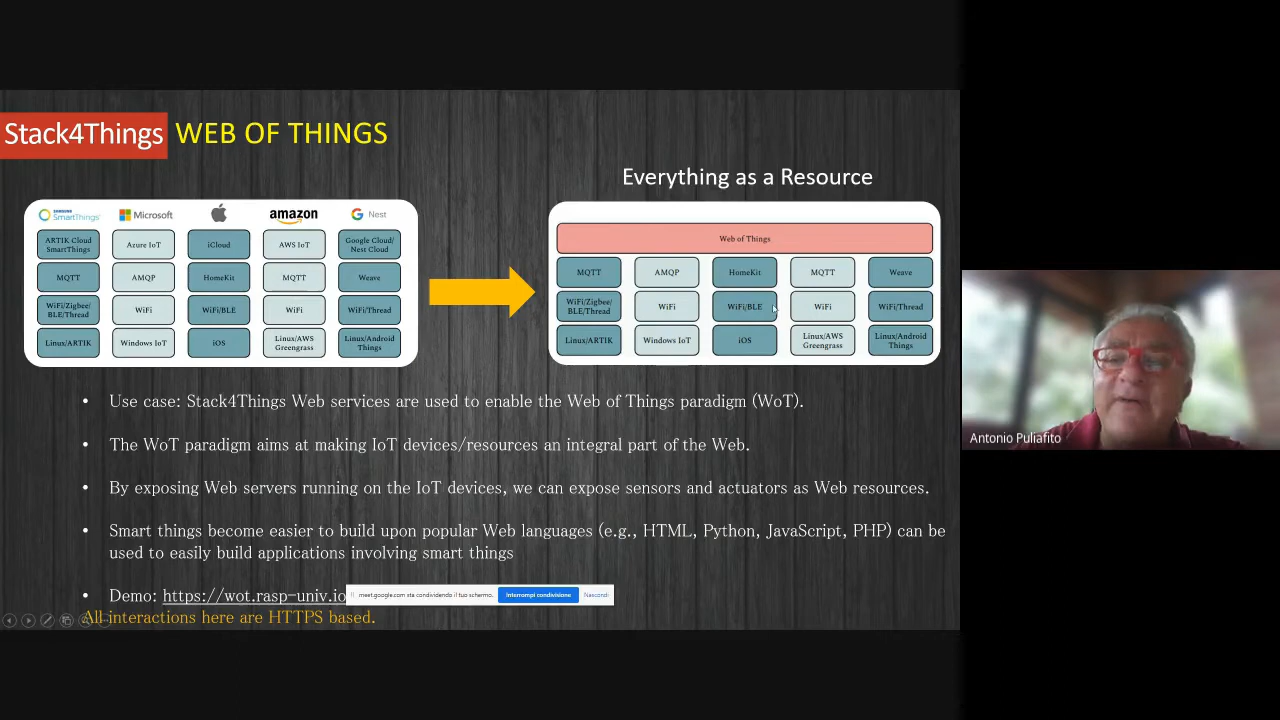 Stack4Things WEB OF THINGS
Everything as a Resource
SAMSUNG SmartThings Microsoft amazon Nest
ARTIK Cloud SmartThings
Azure IoT
iCloud
AWS IoT
Google Cloud/ Nest Cloud
MQTT
AMQP
HomeKit
MQTT
Weave
WiFi/Zigbee/ BLE/Thread
WiFi
WiFi/BLE
WiFi
WiFi/Thread
Linux/ARTIK
Windows IoT
iOS
Linux/AWS Greengrass
Linux/Android Things
Web of Things
MQTT
AMQP
HomeKit
MQTT
Weave
WiFi/Zigbee/ BLE/Thread
WiFi
WiFi/BLE
WiFi
WiFi/Thread
Linux/ARTIK
Windows IoT
iOS
Linux/AWS Greengrass
Linux/Android Things
• Use case: Stack4Things Web services are used to enable the Web of Things paradigm (WoT).
• The WoT paradigm aims at making IoT devices/resources an integral part of the Web.
• By exposing Web servers running on the IoT devices, we can expose sensors and actuators as Web resources.
• Smart things become easier to build upon popular Web languages (e.g., HTML, Python, JavaScript, PHP) can be
used to easily build applications involving smart things
• Demo: https://wot.rasp-univ.io
meet.google.com sta condividendo il tuo schermo. Interrompi condivisione Nascondi
All interactions here are HTTPS based.
Antonio Puliafito